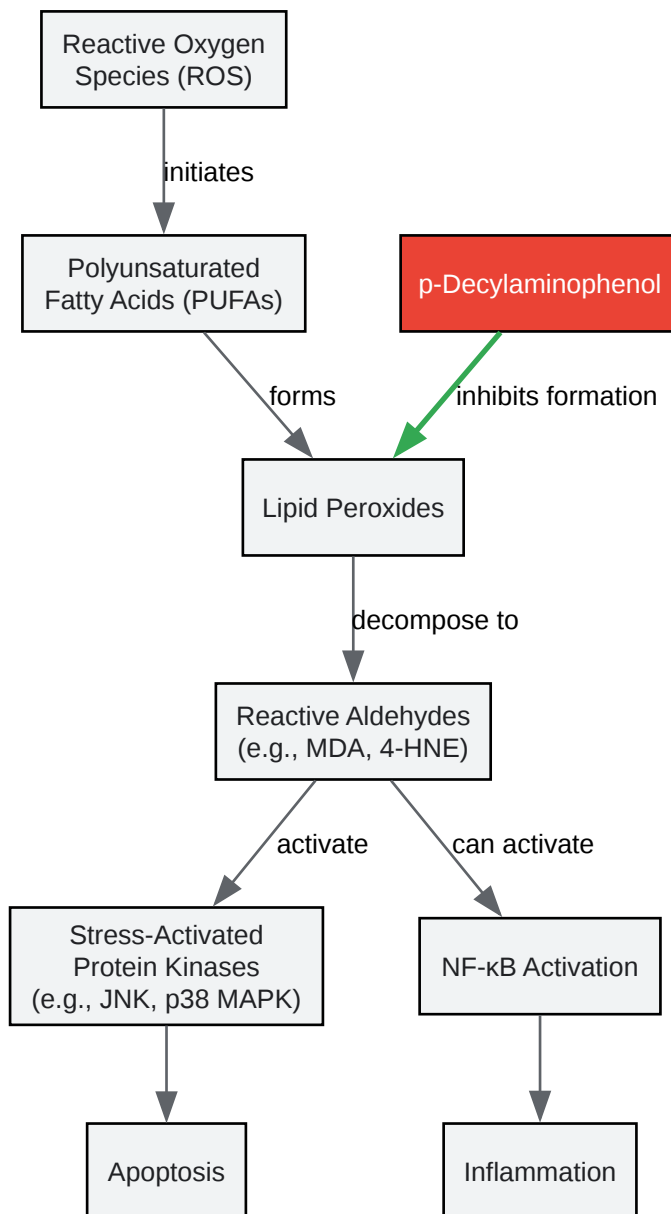 Reactive Oxygen
Species (ROS)
initiates
Polyunsaturated
Fatty Acids (PUFAs)
p-Decylaminophenol
forms
inhibits formation
Lipid Peroxides
decompose to
Reactive Aldehydes
(e.g., MDA, 4-HNE)
activate
can activate
Stress-Activated
Protein Kinases
(e.g., JNK, p38 MAPK)
NF-κB Activation
Apoptosis
Inflammation